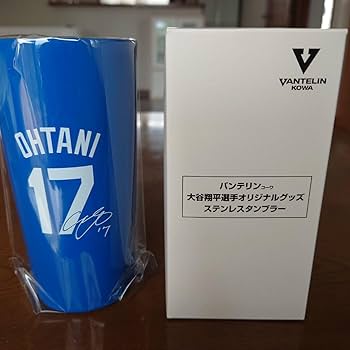 OHTANI
17
17
VANTELIN
KOWA
バンテリンコーワ
大谷翔平選手オリジナルグッズ
ステンレスタンブラー